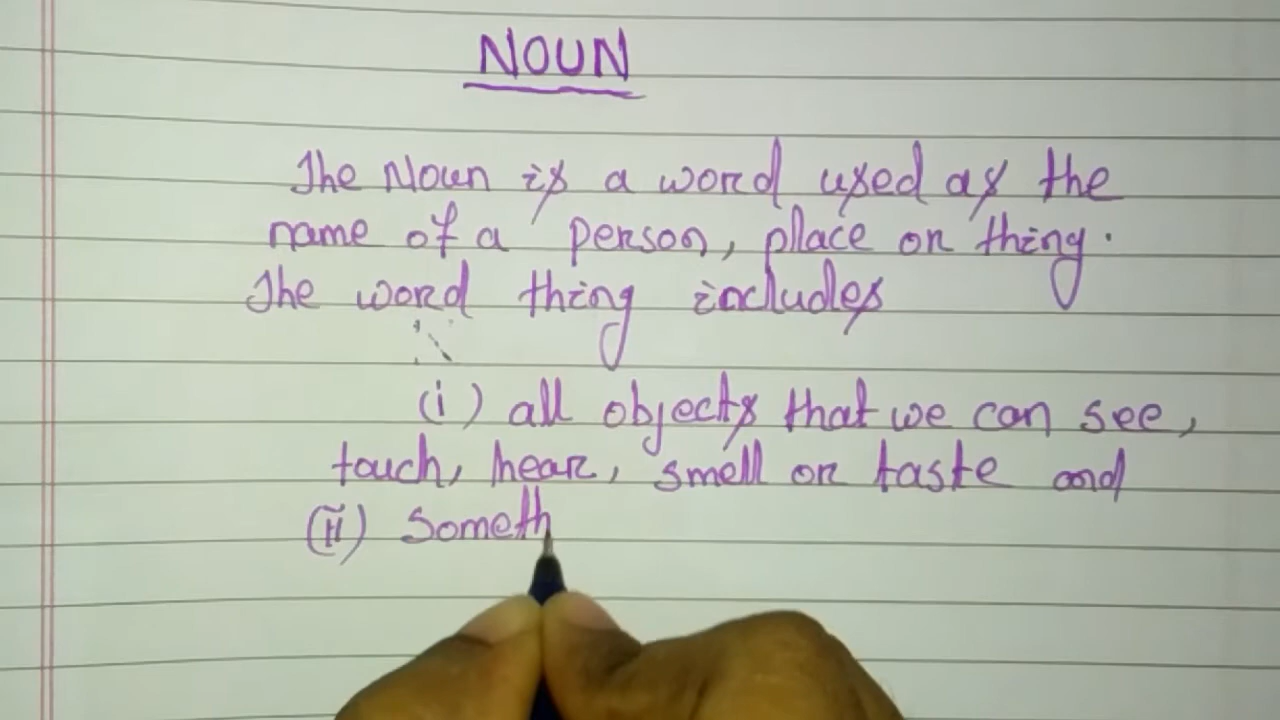 NOUN
The Noun is a word used as the
name of a person, place or thing.
The word thing includes
(i) all objects that we can see,
touch, hear, smell or taste and
(ii) Someth